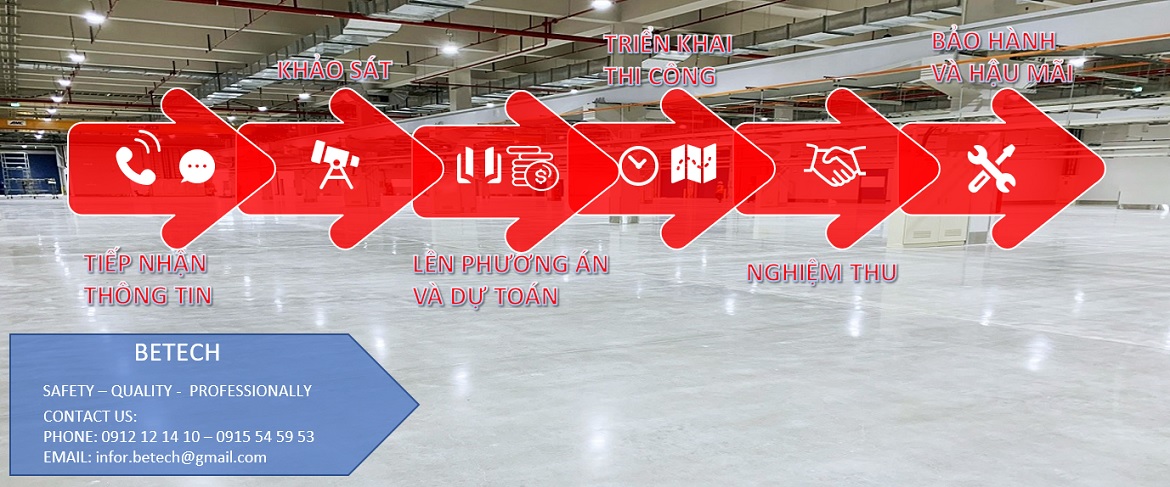 TIẾP NHẬN
THÔNG TIN
KHẢO SÁT
LÊN PHƯƠNG ÁN
VÀ DỰ TOÁN
TRIỂN KHAI
THI CÔNG
NGHIỆM THU
BẢO HÀNH
VÀ HẬU MÃI
$
BETECH
SAFETY – QUALITY - PROFESSIONALLY
CONTACT US:
PHONE: 0912 12 14 10 – 0915 54 59 53
EMAIL: infor.betech@gmail.com